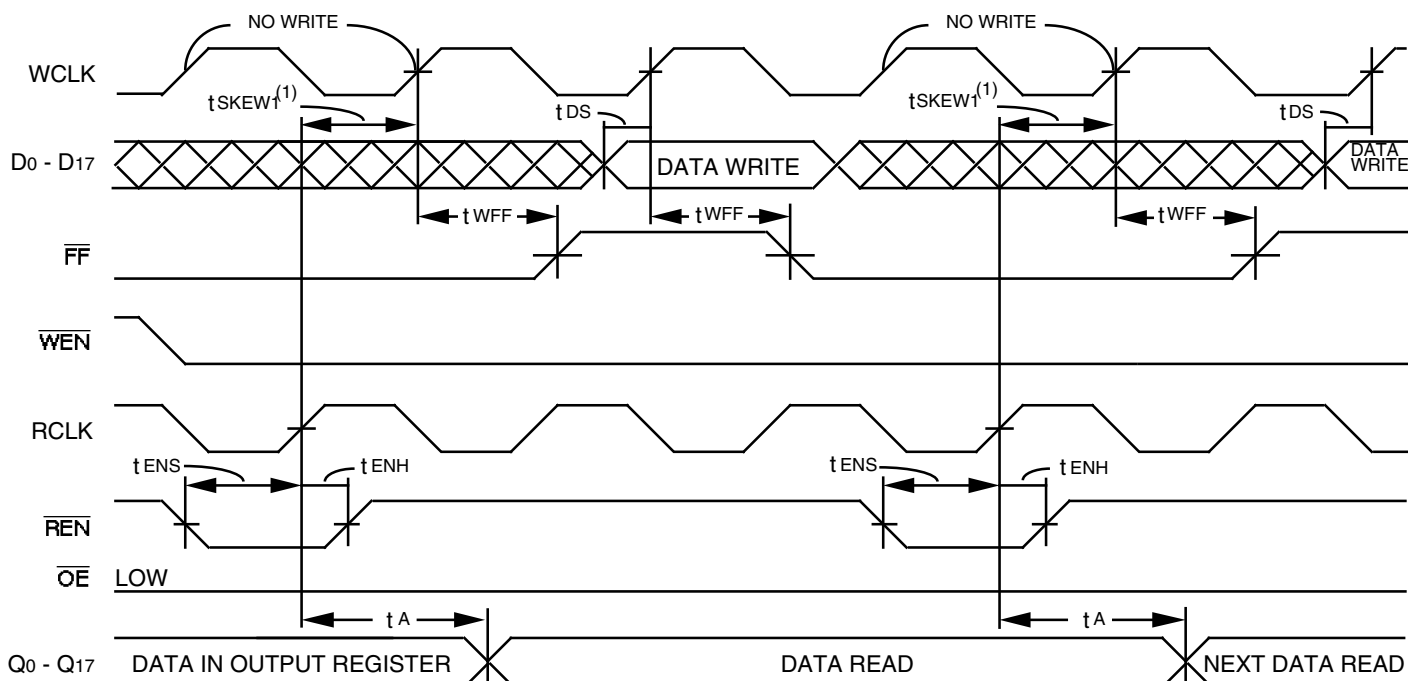 NO WRITE
NO WRITE
WCLK
tSKEW1(1)
tDS
tSKEW1(1)
tDS
D0 - D17
DATA WRITE
DATA
WRITE
tWFF
tWFF
tWFF
FF
WEN
RCLK
tENS
tENH
tENS
tENH
REN
OE
LOW
tA
tA
Q0 - Q17
DATA IN OUTPUT REGISTER
DATA READ
NEXT DATA READ